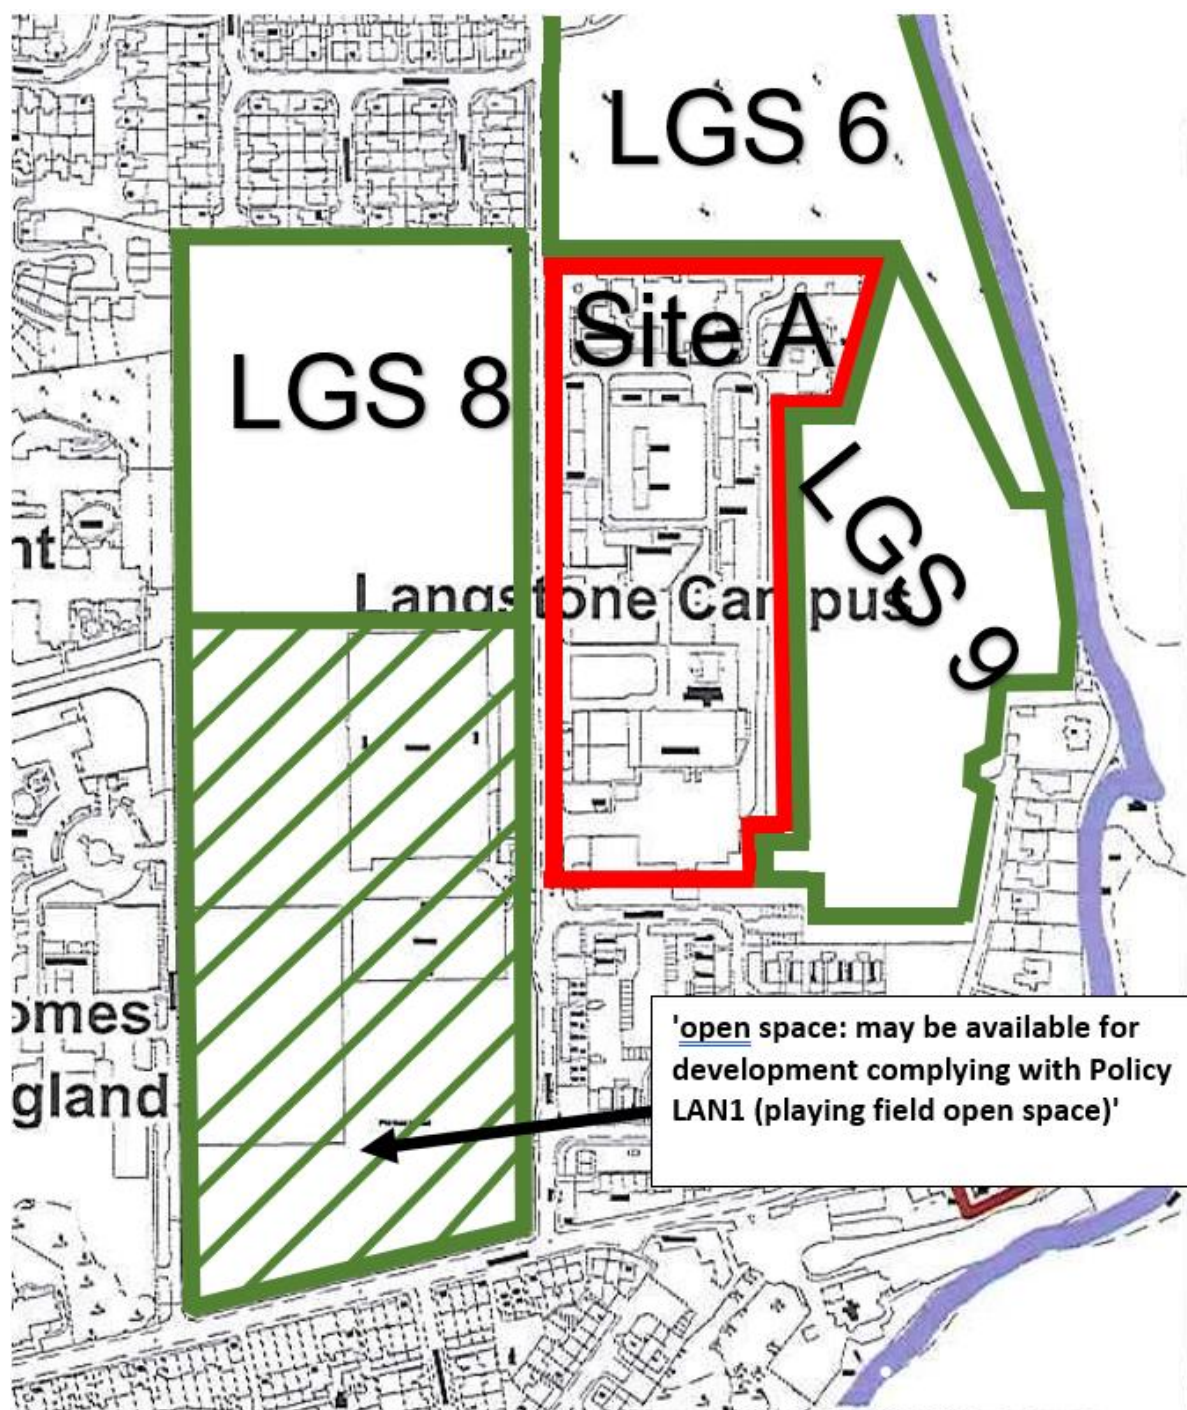 LGS 6
Site A
LGS 8
LGS 9
nt
Langstone Campus
omes
gland
'open space: may be available for
development complying with Policy
LAN1 (playing field open space)'